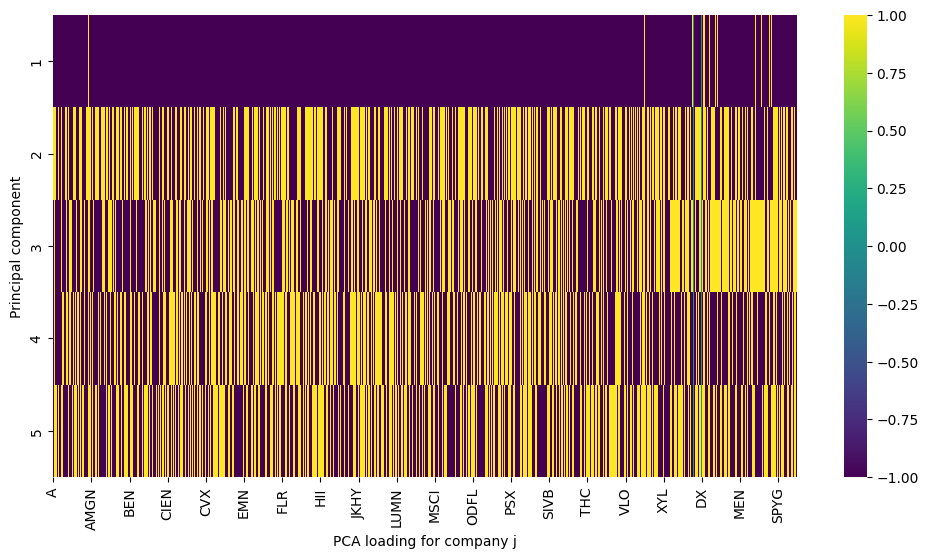 Principal component
1
2
3
4
5
A
AMGN
BEN
CIEN
CVX
EMN
FLR
HII
JKHY
LUMN
MSCI
ODFL
PSX
SIVB
THC
VLO
XYL
DX
MEN
SPYG
PCA loading for company j
1.00
0.75
0.50
0.25
0.00
−0.25
−0.50
−0.75
−1.00